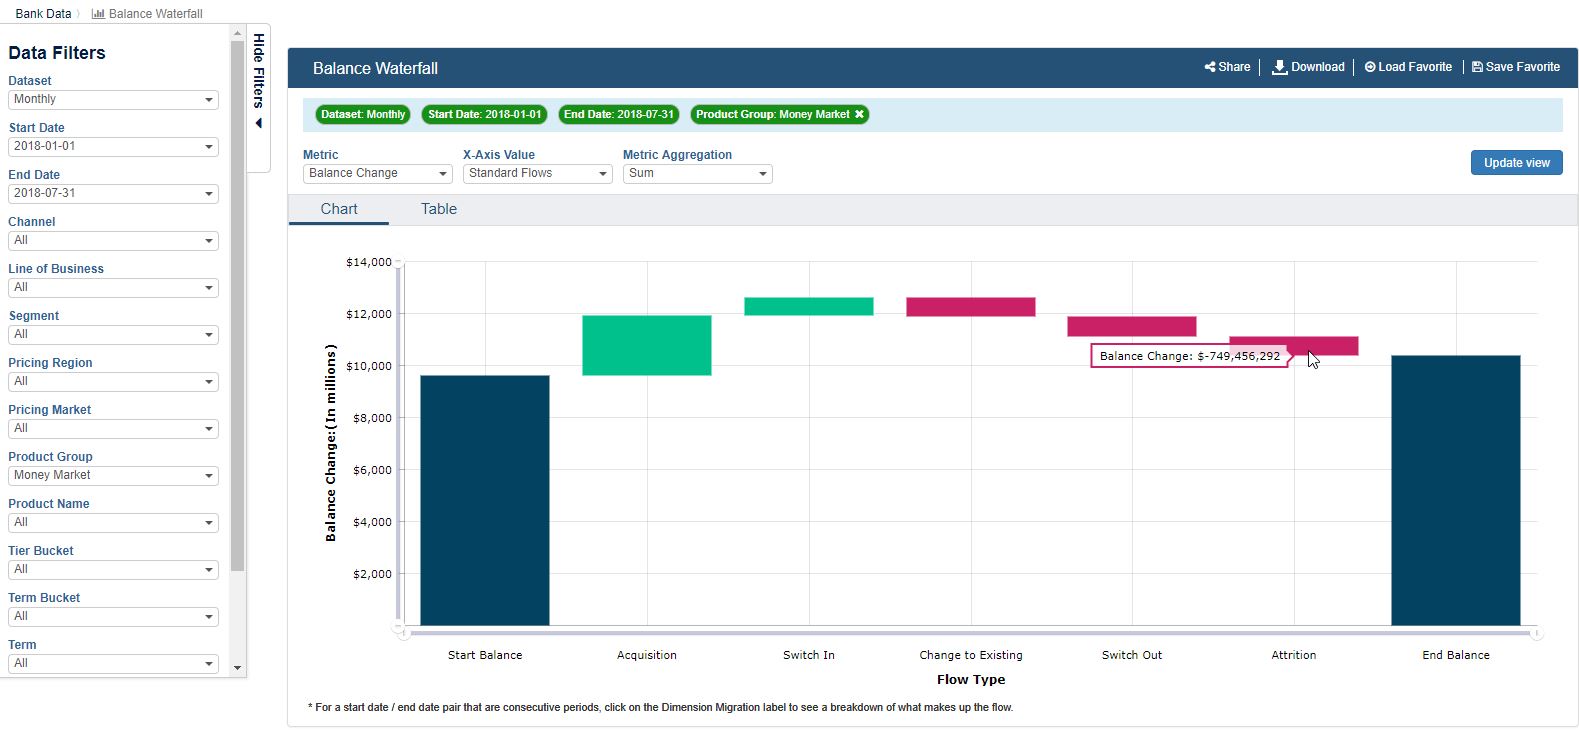 Bank Data
Balance Waterfall
Hide Filters
Data Filters
Dataset
Monthly
Start Date
2018-01-01
End Date
2018-07-31
Channel
All
Line of Business
All
Segment
All
Pricing Region
All
Pricing Market
All
Product Group
Money Market
Product Name
All
Tier Bucket
All
Term Bucket
All
Term
All
Balance Waterfall
Share
Download
Load Favorite
Save Favorite
Dataset: Monthly
Start Date: 2018-01-01
End Date: 2018-07-31
Product Group: Money Market
Metric
Balance Change
X-Axis Value
Standard Flows
Metric Aggregation
Sum
Update view
Chart
Table
Balance Change:(In millions)
$14,000
$12,000
$10,000
$8,000
$6,000
$4,000
$2,000
Balance Change: $-749,456,292
Start Balance
Acquisition
Switch In
Change to Existing
Switch Out
Attrition
End Balance
Flow Type
* For a start date / end date pair that are consecutive periods, click on the Dimension Migration label to see a breakdown of what makes up the flow.